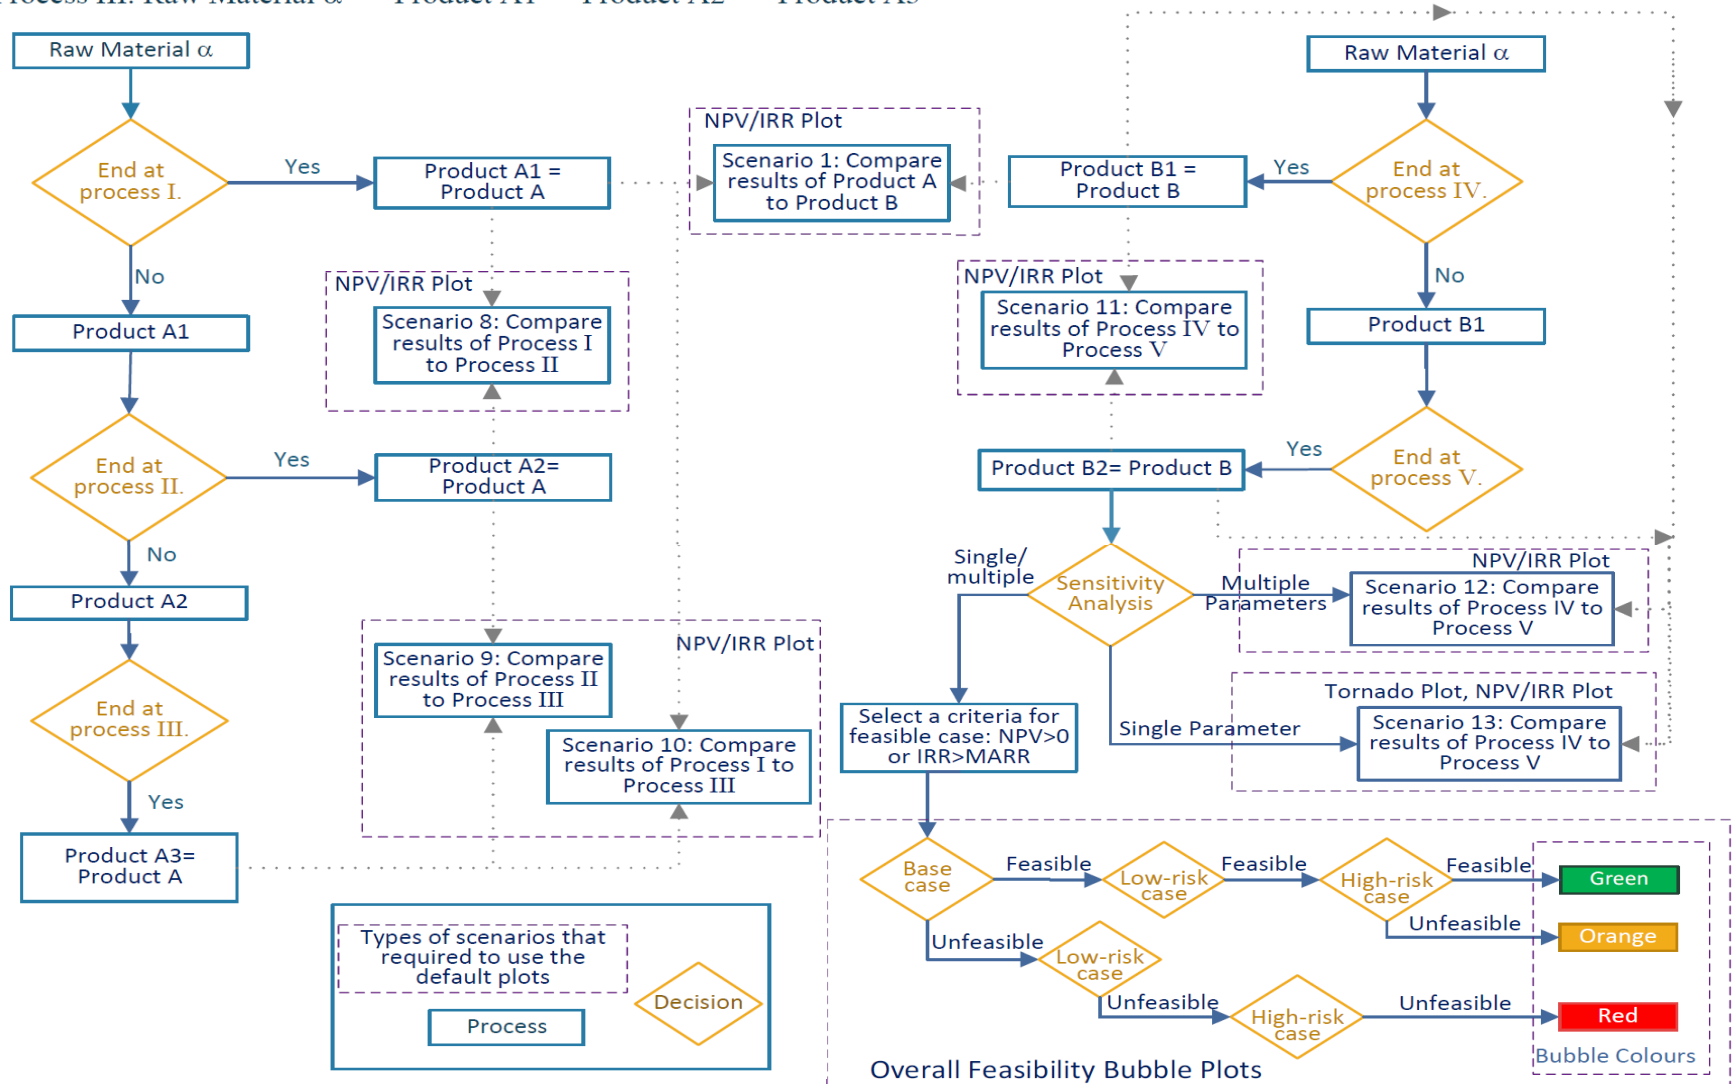 Process III: Raw Material α    Product A1    Product A2    Product A3
Raw Material α
End at
process I.
Yes
Product A1 =
Product A
No
Product A1
End at
process II.
Yes
Product A2=
Product A
No
Product A2
End at
process III.
Yes
Product A3=
Product A
NPV/IRR Plot
Scenario 1: Compare
results of Product A
to Product B
NPV/IRR Plot
Scenario 8: Compare
results of Process I
to Process II
NPV/IRR Plot
Scenario 9: Compare
results of Process II
to Process III
Scenario 10: Compare
results of Process I to
Process III
Raw Material α
End at
process IV.
Yes
Product B1 =
Product B
No
Product B1
End at
process V.
Yes
Product B2= Product B
NPV/IRR Plot
Scenario 11: Compare
results of Process IV to
Process V
Sensitivity
Analysis
Single/
multiple
Multiple
Parameters
NPV/IRR Plot
Scenario 12: Compare
results of Process IV to
Process V
Single Parameter
Tornado Plot, NPV/IRR Plot
Scenario 13: Compare
results of Process IV to
Process V
Select a criteria for
feasible case: NPV>0
or IRR>MARR
Base
case
Feasible
Low-risk
case
Feasible
High-risk
case
Feasible
Green
Unfeasible
Orange
Unfeasible
Low-risk
case
Unfeasible
High-risk
case
Unfeasible
Red
Bubble Colours
Overall Feasibility Bubble Plots
Types of scenarios that
required to use the
default plots
Decision
Process